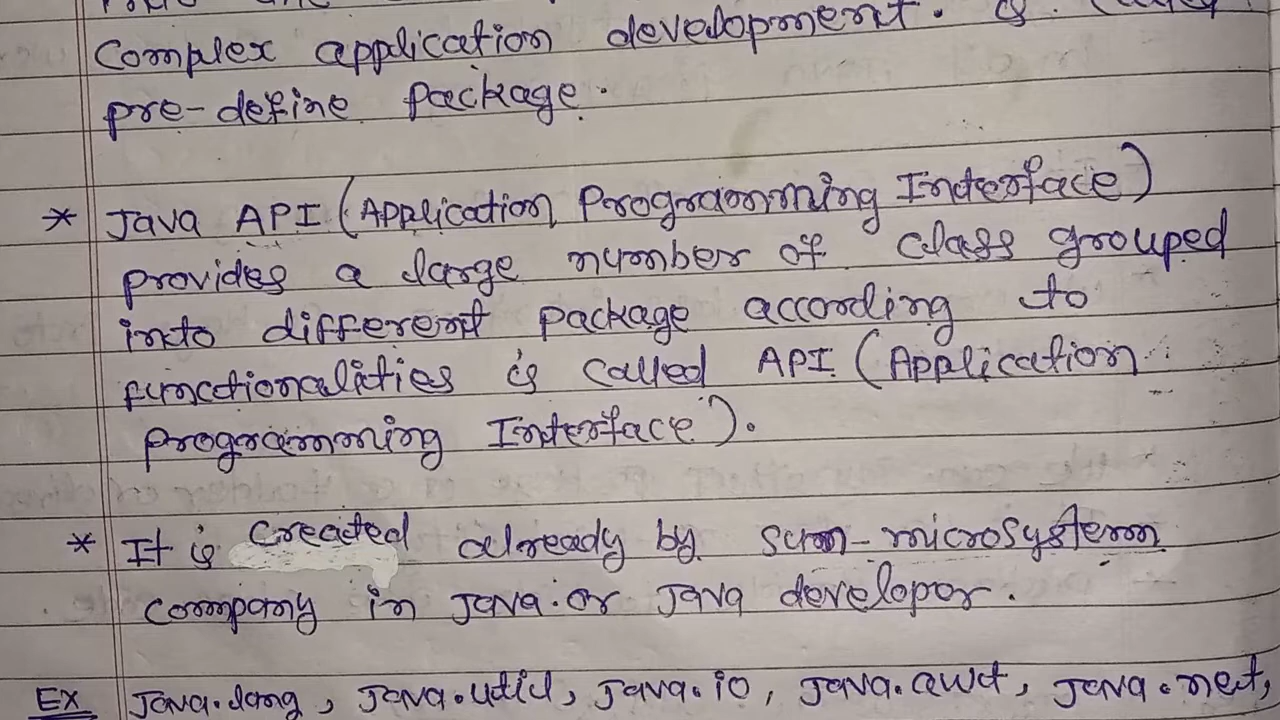 Complex application development. is called
pre-define package.
* Java API (Application Programming Interface)
provides a large number of class grouped
into different package according to
functionalities is called API (Application
Programming Interface).
* It is created already by sun-microsystem
company in Java. or Java developer.
EX Java.lang, Java.util, Java.io, Java.awt, Java.net,